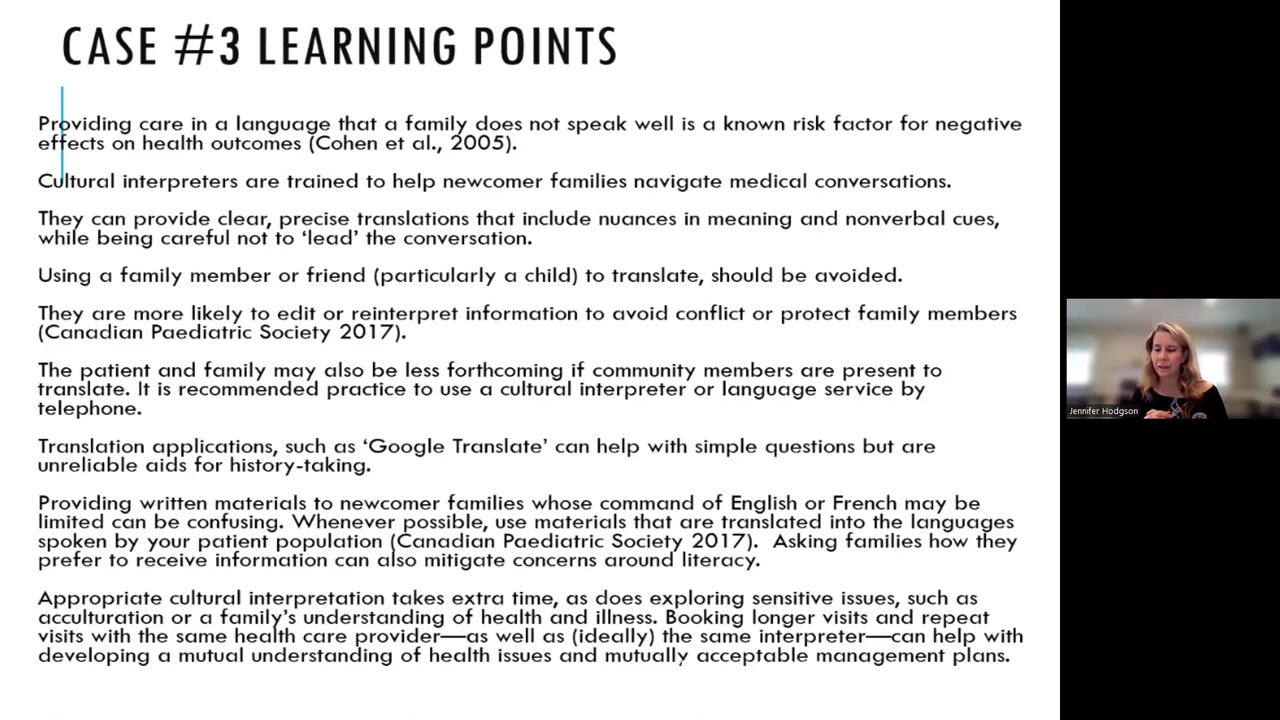 CASE #3 LEARNING POINTS
Providing care in a language that a family does not speak well is a known risk factor for negative
effects on health outcomes (Cohen et al., 2005).
Cultural interpreters are trained to help newcomer families navigate medical conversations.
They can provide clear, precise translations that include nuances in meaning and nonverbal cues,
while being careful not to ‘lead’ the conversation.
Using a family member or friend (particularly a child) to translate, should be avoided.
They are more likely to edit or reinterpret information to avoid conflict or protect family members
(Canadian Paediatric Society 2017).
The patient and family may also be less forthcoming if community members are present to
translate. It is recommended practice to use a cultural interpreter or language service by
telephone.
Translation applications, such as ‘Google Translate’ can help with simple questions but are
unreliable aids for history-taking.
Providing written materials to newcomer families whose command of English or French may be
limited can be confusing. Whenever possible, use materials that are translated into the languages
spoken by your patient population (Canadian Paediatric Society 2017).  Asking families how they
prefer to receive information can also mitigate concerns around literacy.
Appropriate cultural interpretation takes extra time, as does exploring sensitive issues, such as
acculturation or a family’s understanding of health and illness. Booking longer visits and repeat
visits with the same health care provider—as well as (ideally) the same interpreter—can help with
developing a mutual understanding of health issues and mutually acceptable management plans.
Jennifer Hodgson